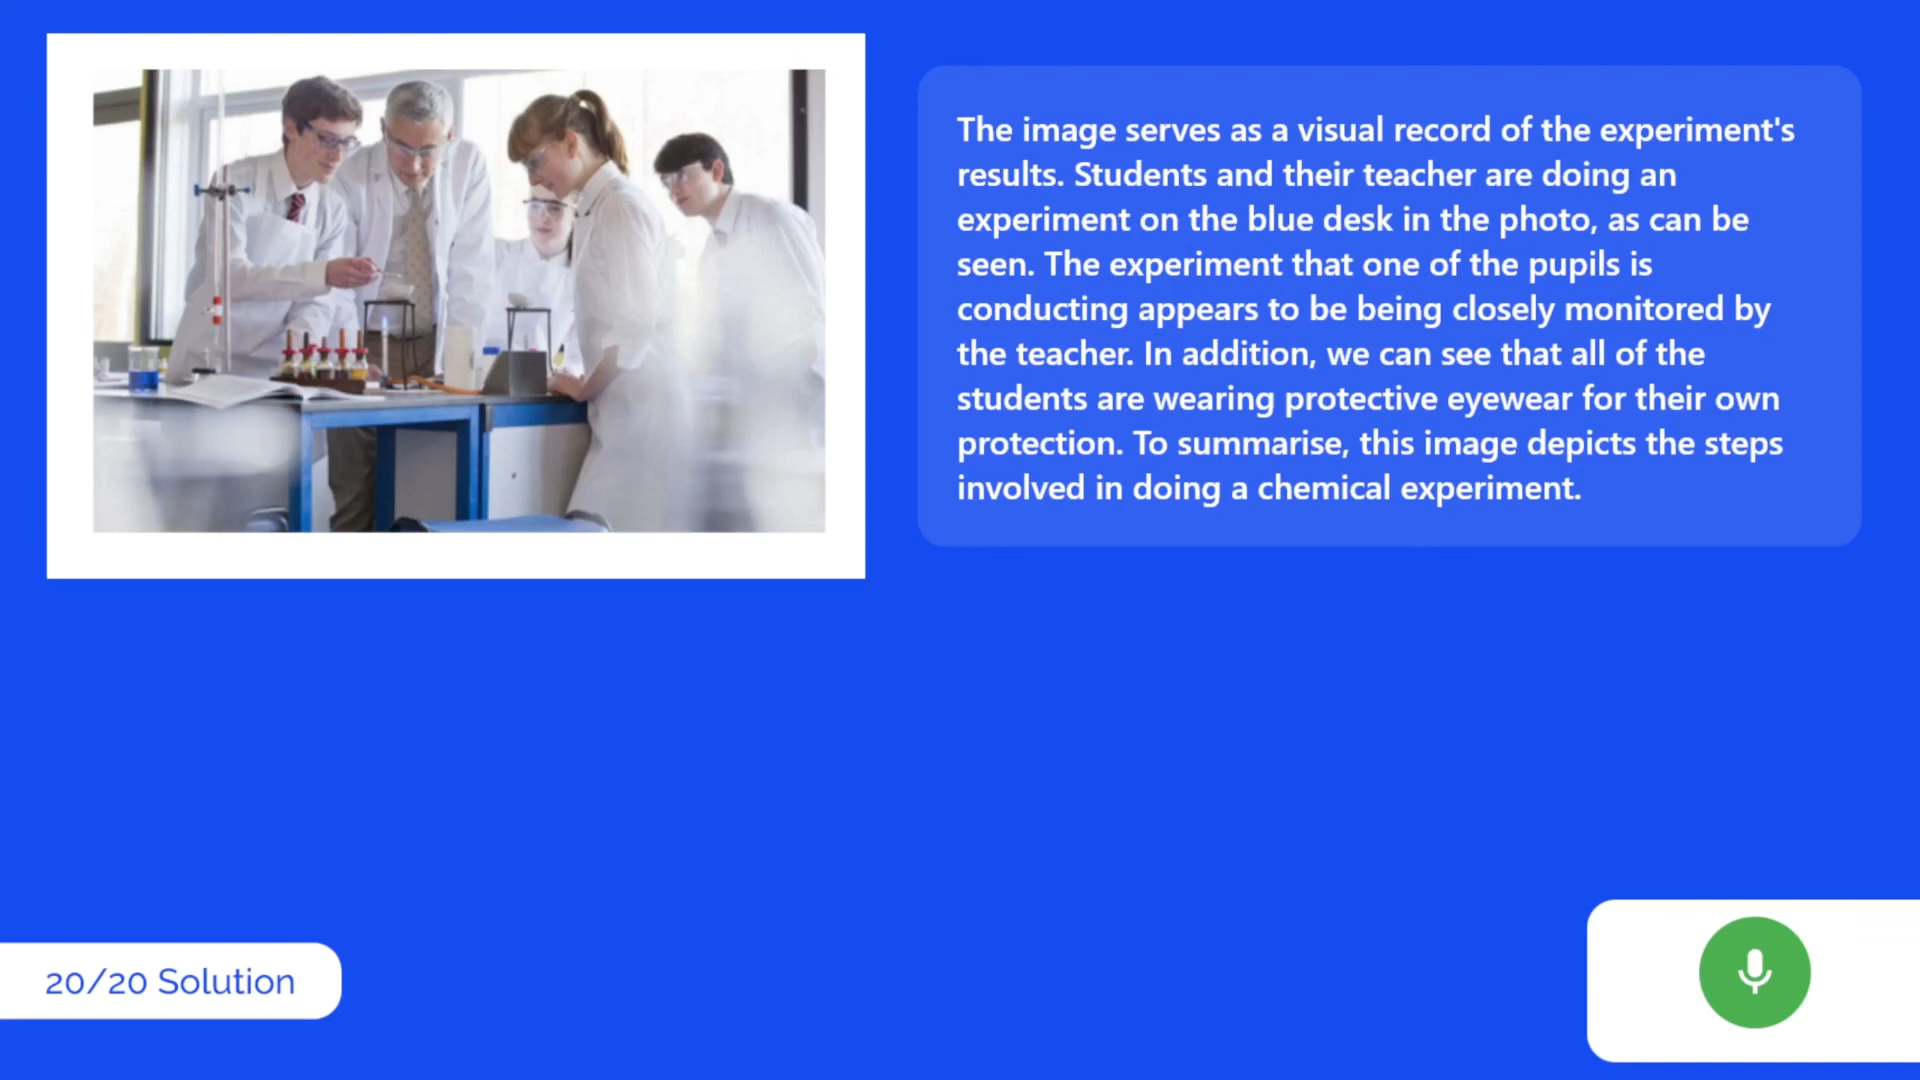 The image serves as a visual record of the experiment's
results. Students and their teacher are doing an
experiment on the blue desk in the photo, as can be
seen. The experiment that one of the pupils is
conducting appears to be being closely monitored by
the teacher. In addition, we can see that all of the
students are wearing protective eyewear for their own
protection. To summarise, this image depicts the steps
involved in doing a chemical experiment.
20/20 Solution